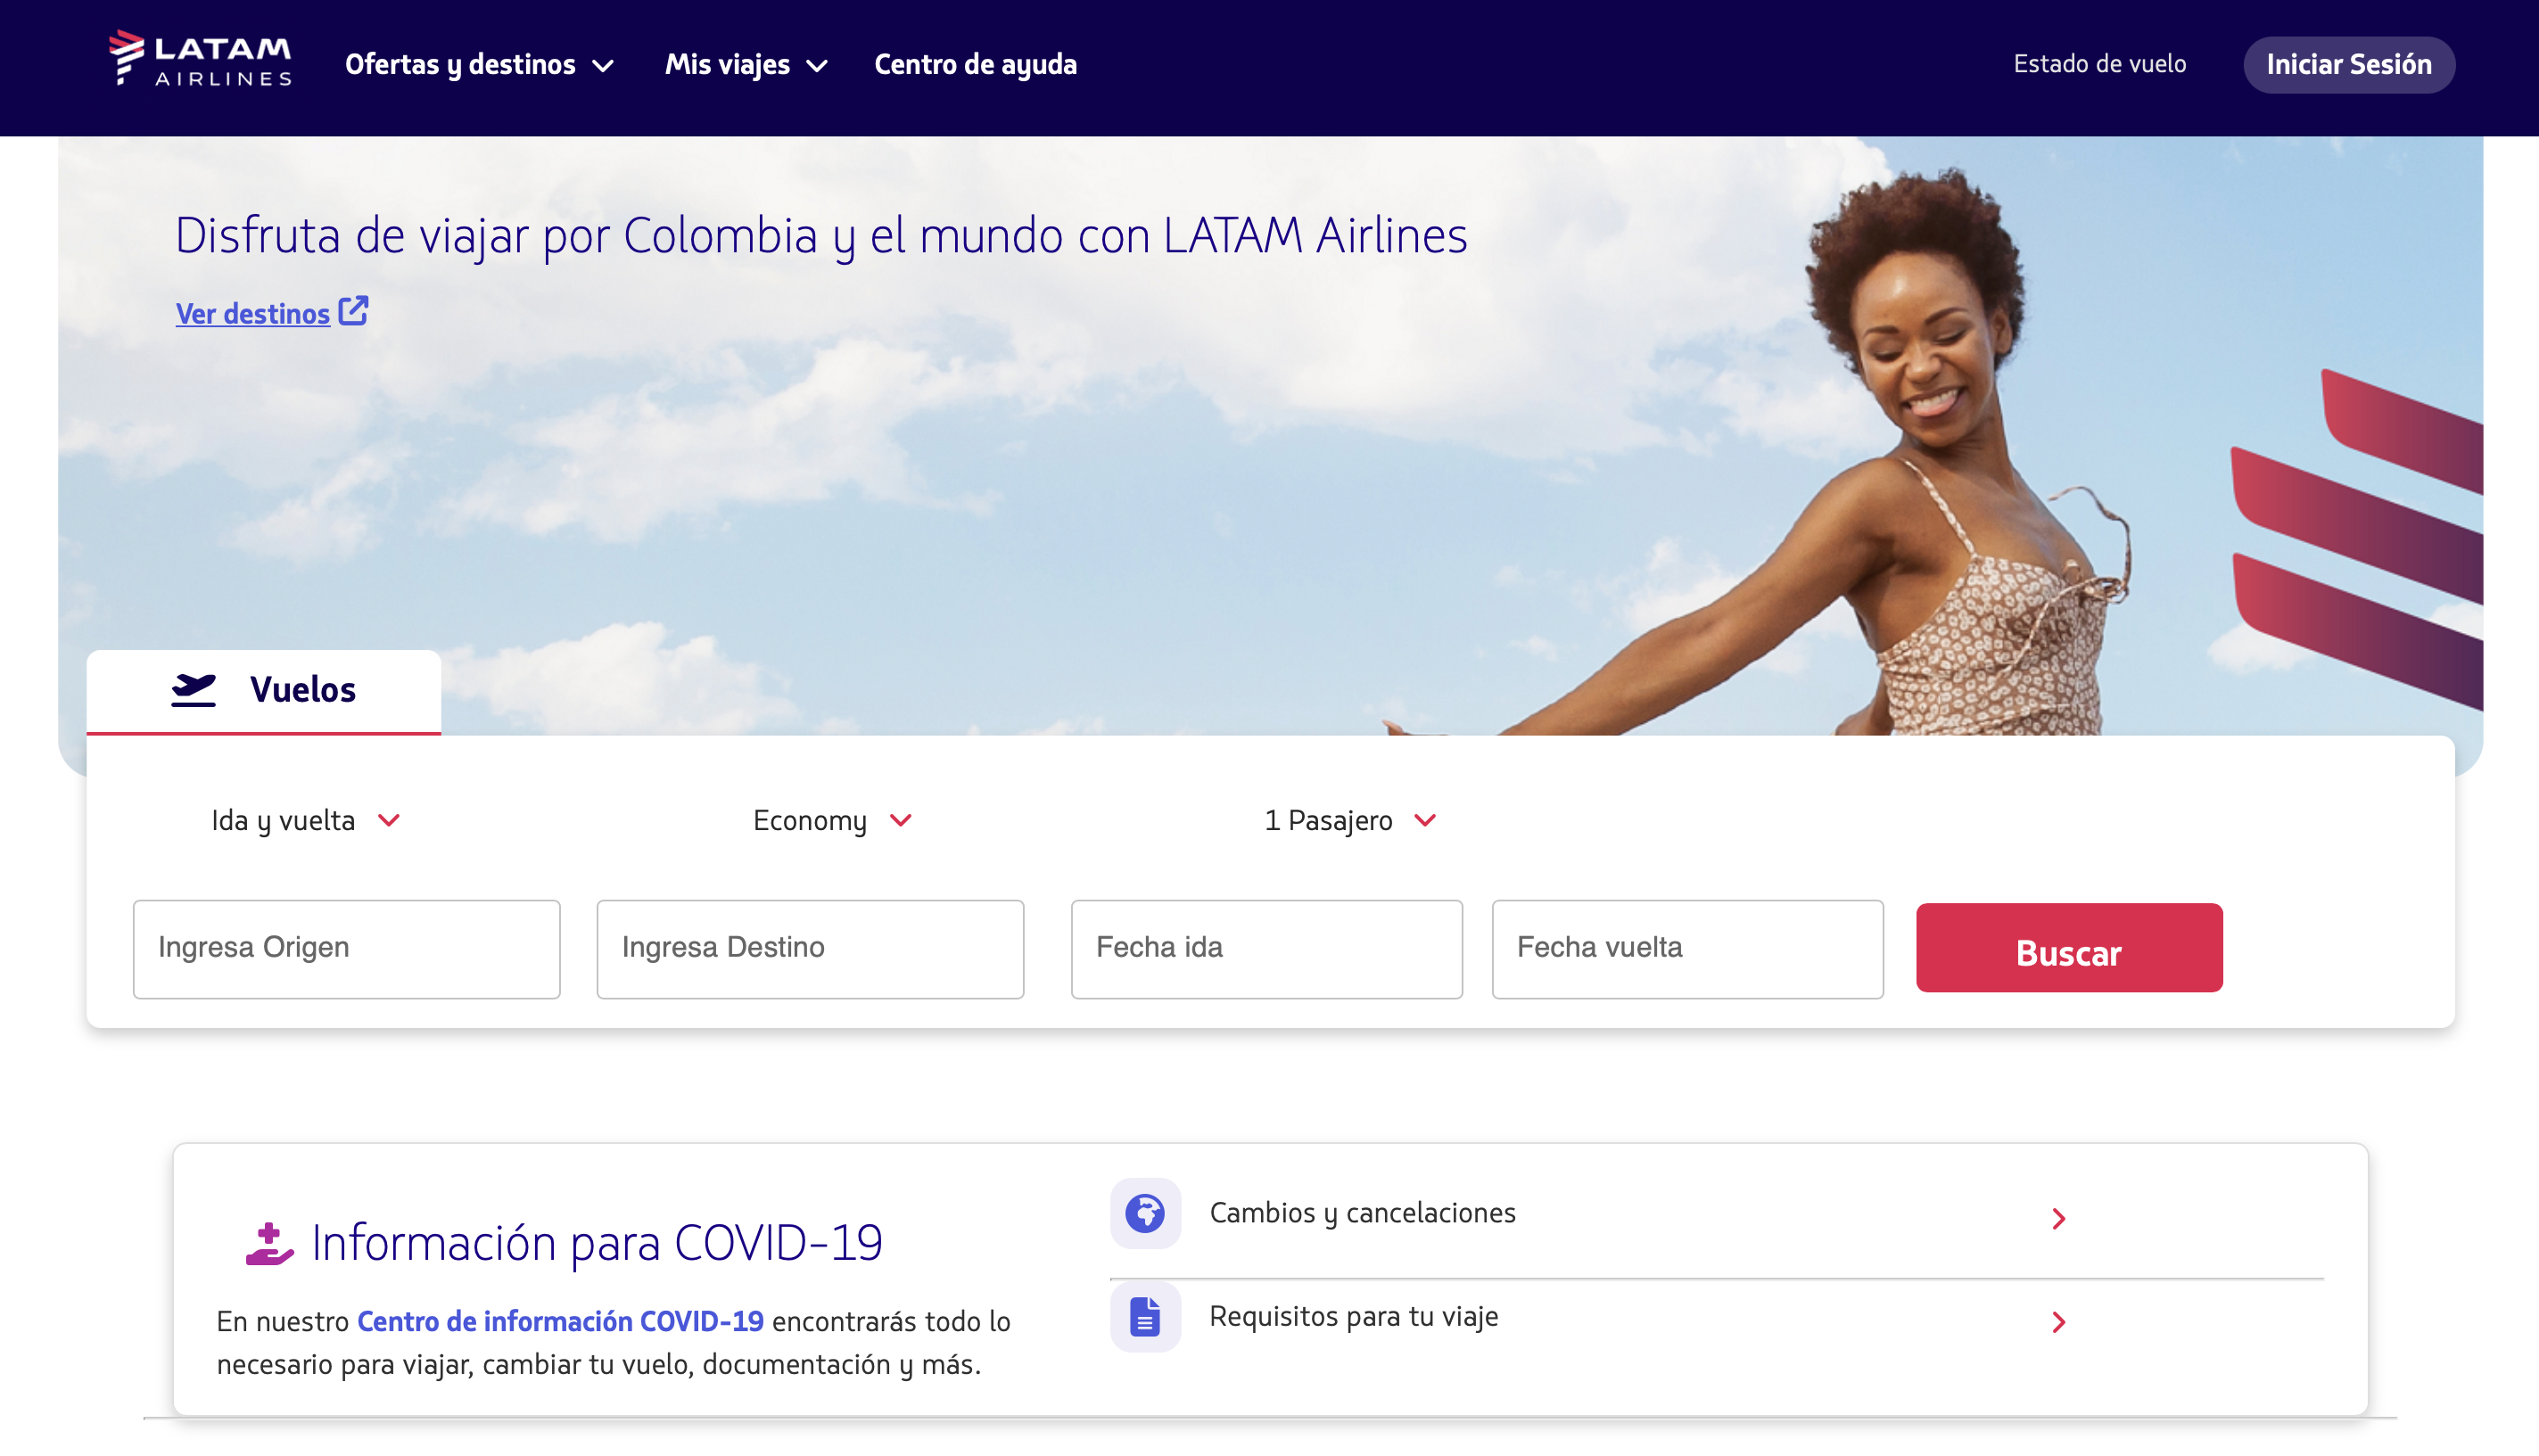 LATAM
AIRLINES
Ofertas y destinos
Mis viajes
Centro de ayuda
Estado de vuelo
Iniciar Sesión
Disfruta de viajar por Colombia y el mundo con LATAM Airlines
Ver destinos
Vuelos
Ida y vuelta
Economy
1 Pasajero
Ingresa Origen
Ingresa Destino
Fecha ida
Fecha vuelta
Buscar
Información para COVID-19
En nuestro Centro de información COVID-19 encontrarás todo lo
necesario para viajar, cambiar tu vuelo, documentación y más.
Cambios y cancelaciones
Requisitos para tu viaje